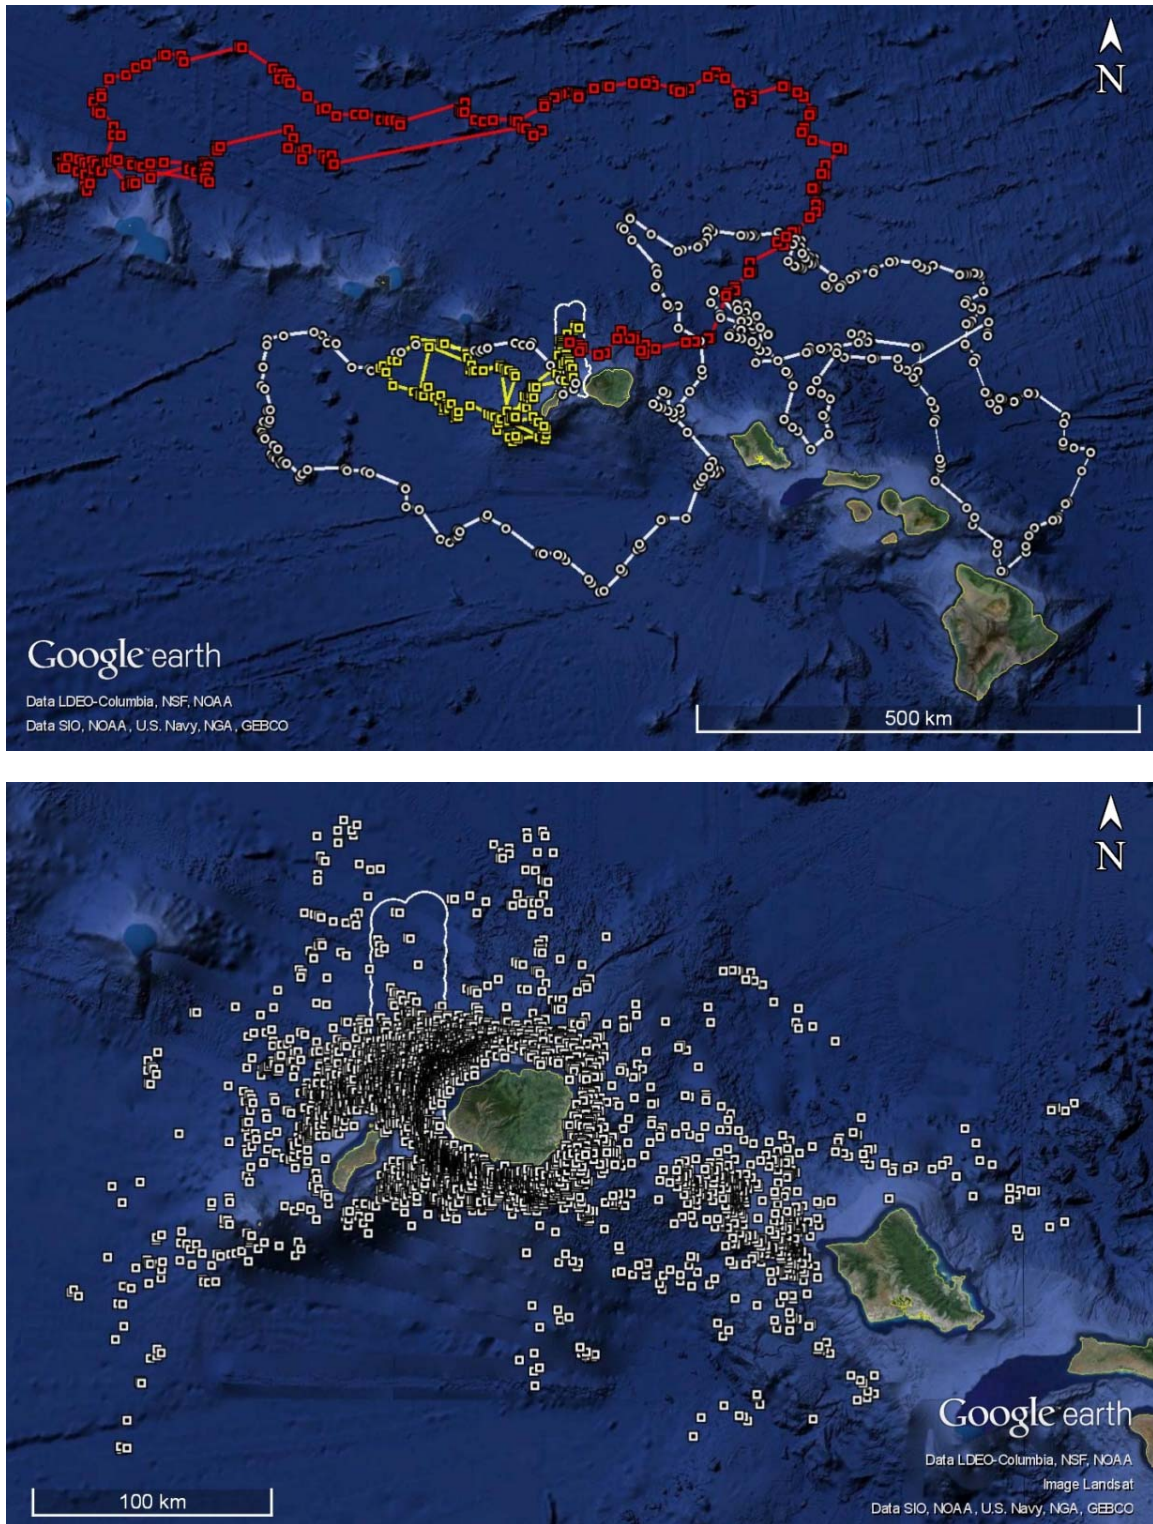 N
Google earth
Data LDEO-Columbia, NSF, NOAA
Data SIO, NOAA, U.S. Navy, NGA, GEBCO
500 km
N
100 km
Google earth
Data LDEO-Columbia, NSF, NOAA
Image Landsat
Data SIO, NOAA, U.S. Navy, NGA, GEBCO